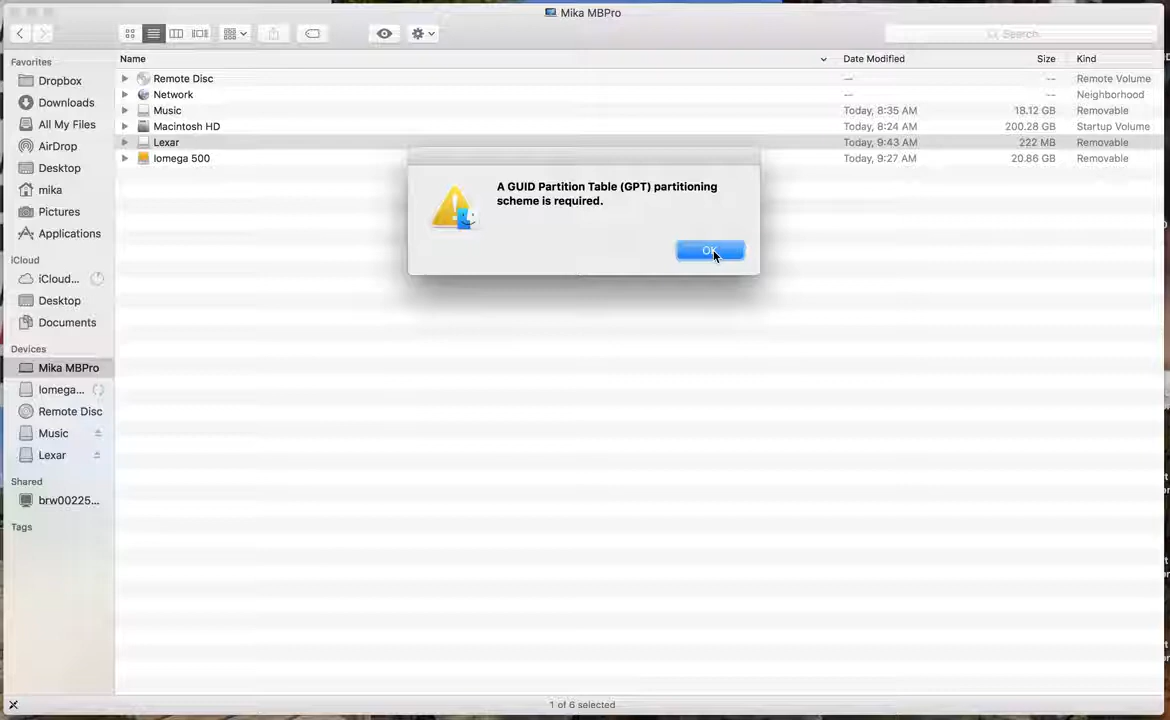 Mika MBPro
Search
Favorites
Dropbox
Downloads
All My Files
AirDrop
Desktop
mika
Pictures
Applications
iCloud
iCloud...
Desktop
Documents
Devices
Mika MBPro
Iomega...
Remote Disc
Music
Lexar
Shared
brw00225...
Tags
Name Date Modified Size Kind
Remote Disc -- -- Remote Volume
Network -- -- Neighborhood
Music Today, 8:35 AM 18.12 GB Removable
Macintosh HD Today, 8:24 AM 200.28 GB Startup Volume
Lexar Today, 9:43 AM 222 MB Removable
Iomega 500 Today, 9:27 AM 20.86 GB Removable
A GUID Partition Table (GPT) partitioning
scheme is required.
OK
1 of 6 selected